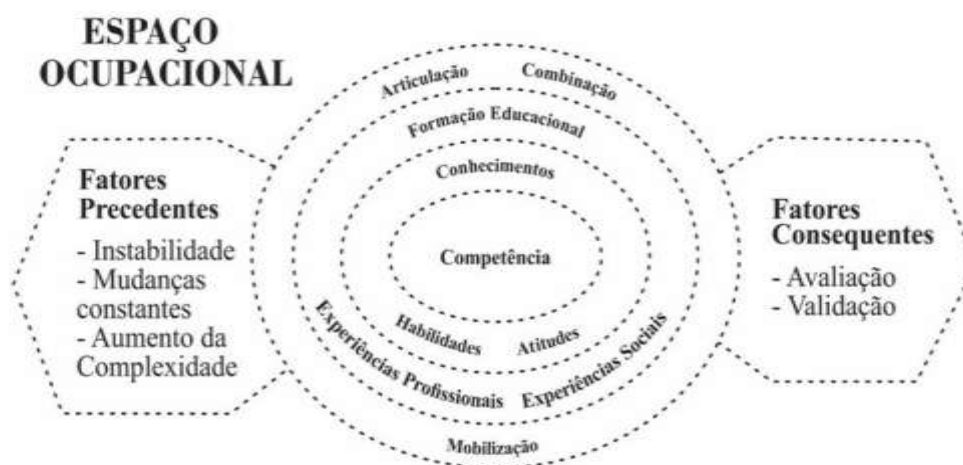 ESPAÇO
OCUPACIONAL
Articulação
Combinação
Formação Educacional
Conhecimentos
Competência
Habilidades
Atitudes
Experiências Profissionais
Experiências Sociais
Mobilização
Fatores
Precedentes
- Instabilidade
- Mudanças
constantes
- Aumento da
Complexidade
Fatores
Consequentes
- Avaliação
- Validação